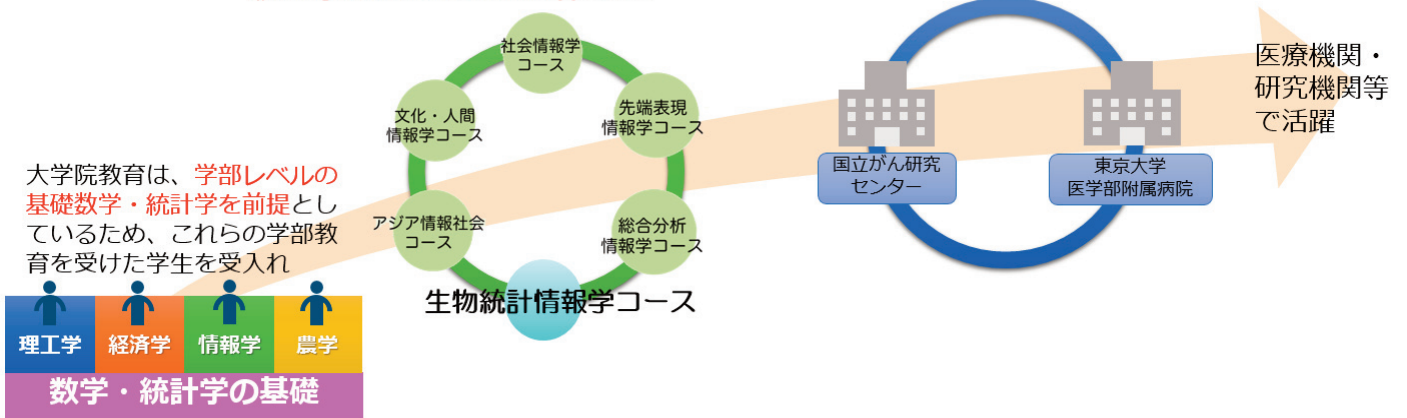 社会情報学
コース
文化・人間
情報学コース
先端表現
情報学コース
アジア情報社会
コース
総合分析
情報学コース
生物統計情報学コース
大学院教育は、学部レベルの
基礎数学・統計学を前提とし
ているため、これらの学部教
育を受けた学生を受入れ
理工学
経済学
情報学
農学
数学・統計学の基礎
国立がん研究
センター
東京大学
医学部附属病院
医療機関・
研究機関等
で活躍